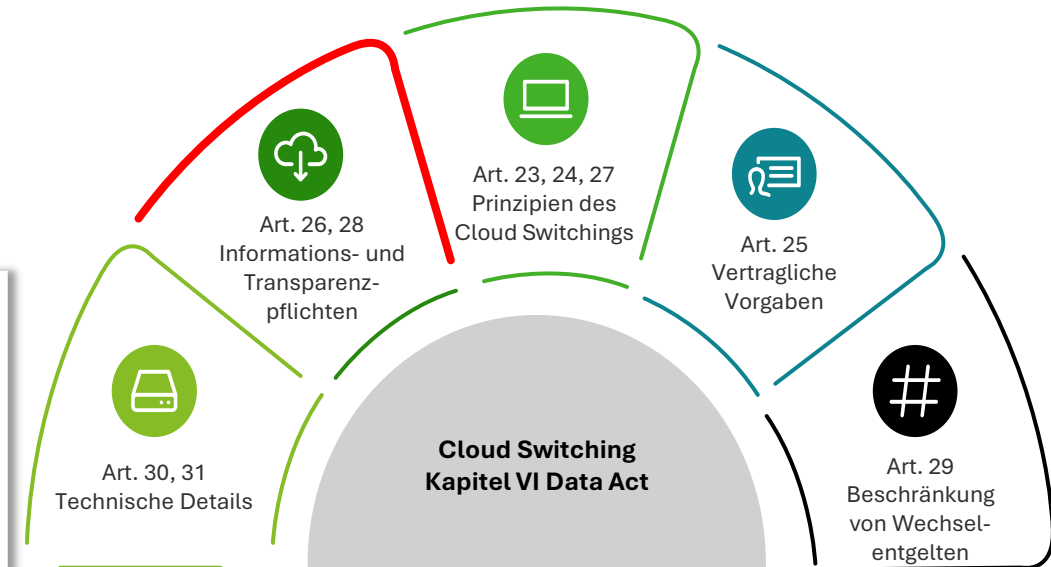 Art. 23, 24, 27
Prinzipien des
Cloud Switchings
Art. 26, 28
Informations- und
Transparenz-
pflichten
Art. 25
Vertragliche
Vorgaben
Art. 30, 31
Technische Details
Cloud Switching
Kapitel VI Data Act
Art. 29
Beschränkung
von Wechsel-
entgelten